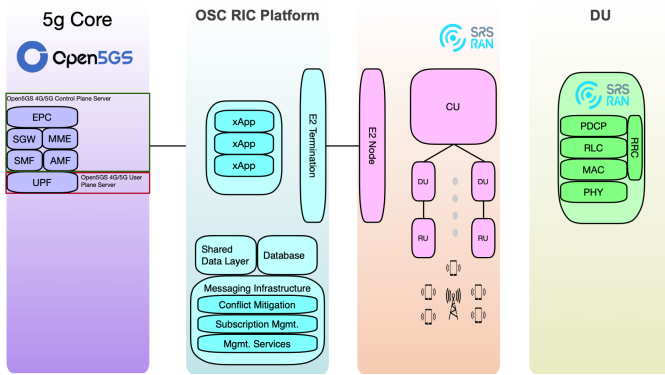 5g Core
Open5GS
Open5GS 4G/5G Control Plane Server
EPC
SGW
MME
SMF
AMF
UPF
Open5GS 4G/5G User
Plane Server
OSC RIC Platform
xApp
xApp
xApp
E2 Termination
Shared
Data Layer
Database
Messaging Infrastructure
Conflict Mitigation
Subscription Mgmt.
Mgmt. Services
SRS
RAN
E2 Node
CU
DU
DU
RU
RU
DU
SRS
RAN
PDCP
RLC
MAC
PHY
RRC